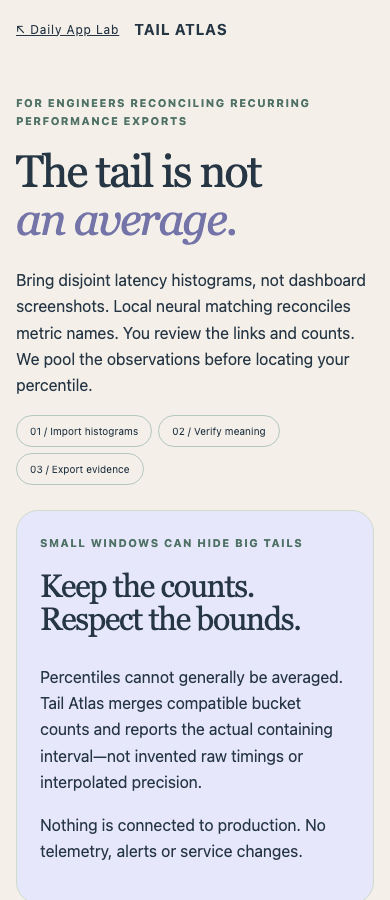 ↖ Daily App Lab TAIL ATLAS
FOR ENGINEERS RECONCILING RECURRING
PERFORMANCE EXPORTS
The tail is not
an average.
Bring disjoint latency histograms, not dashboard
screenshots. Local neural matching reconciles
metric names. You review the links and counts.
We pool the observations before locating your
percentile.
01 / Import histograms 02 / Verify meaning
03 / Export evidence
SMALL WINDOWS CAN HIDE BIG TAILS
Keep the counts.
Respect the bounds.
Percentiles cannot generally be averaged.
Tail Atlas merges compatible bucket
counts and reports the actual containing
interval—not invented raw timings or
interpolated precision.
Nothing is connected to production. No
telemetry, alerts or service changes.